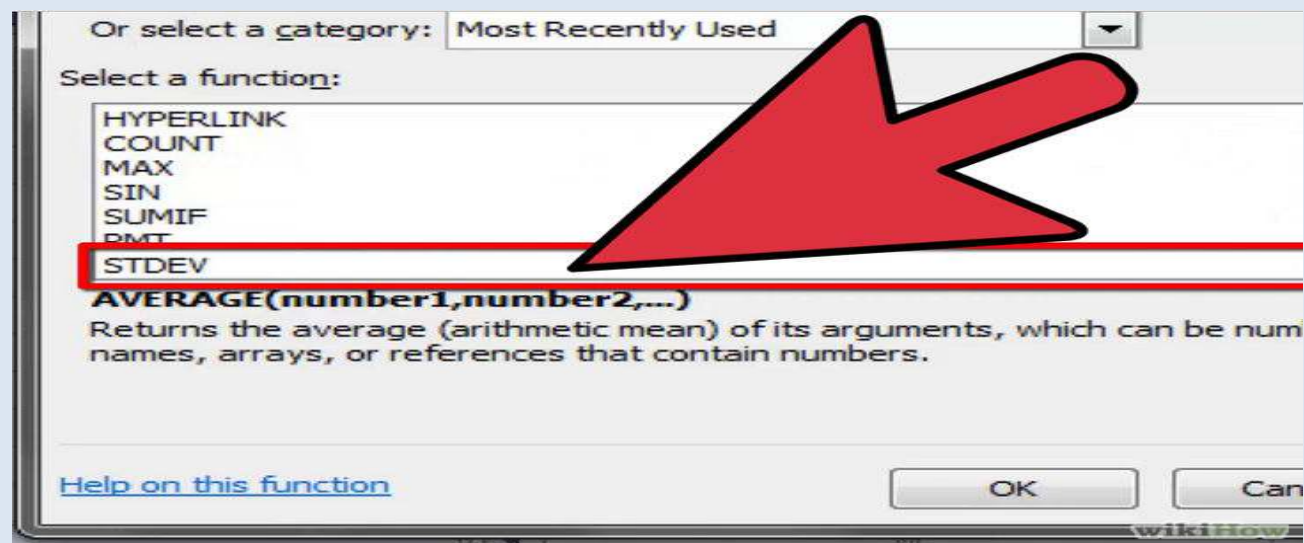 Or select a category: Most Recently Used
Select a function:
HYPERLINK
COUNT
MAX
SIN
SUMIF
PMT
STDEV
AVERAGE(number1,number2,...)
Returns the average (arithmetic mean) of its arguments, which can be num
names, arrays, or references that contain numbers.
Help on this function
OK
Can
wikiHow